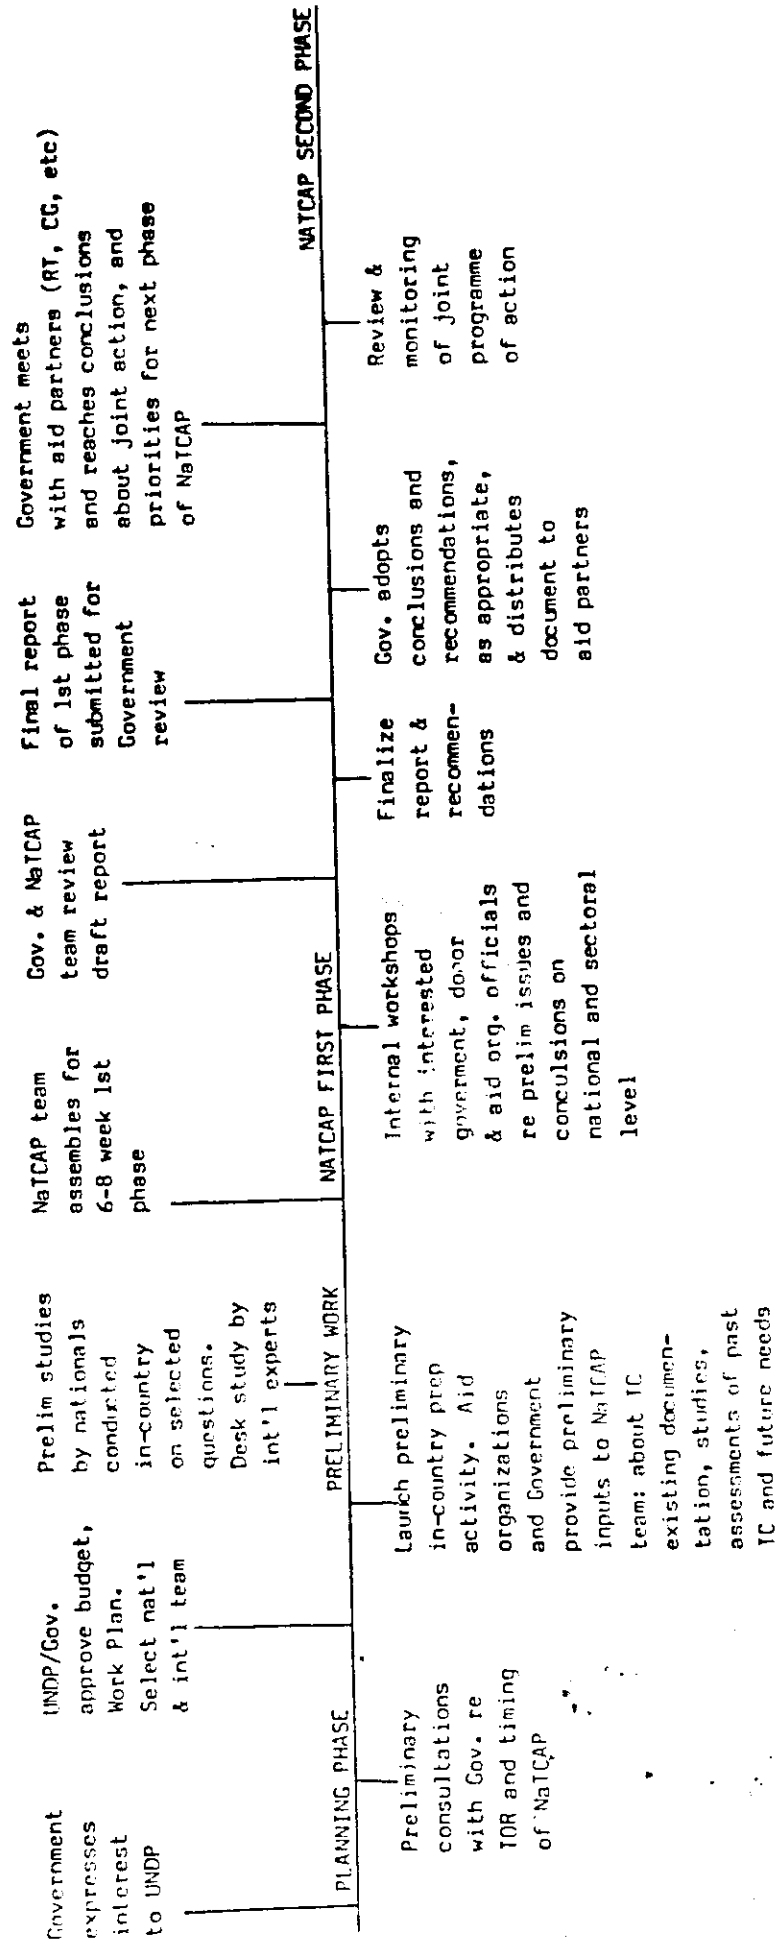 Government
expresses
interest
to UNDP
UNDP/Gov.
approve budget,
Work Plan.
Select nat'l
& int'l team
Prelim studies
by nationals
conducted
in-country
on selected
questions.
Desk study by
int'l experts
NaTCAP team
assembles for
6-8 week 1st
phase
Gov. & NaTCAP
team review
draft report
Final report
of 1st phase
submitted for
Government
review
Government meets
with aid partners (RT, CG, etc)
and reaches conclusions
about joint action, and
priorities for next phase
of NaTCAP
PLANNING PHASE
PRELIMINARY WORK
NATCAP FIRST PHASE
NATCAP SECOND PHASE
Preliminary
consultations
with Gov. re
TOR and timing
of NaTCAP
Launch preliminary
in-country prep
activity. Aid
organizations
and Government
provide preliminary
inputs to NaTCAP
team: about TC
existing documen-
tation, studies,
assessments of past
TC and future needs
Internal workshops
with interested
goverment, donor
& aid org. officials
re prelim issues and
conculsions on
national and sectoral
level
Finalize
report &
recommen-
dations
Gov. adopts
conclusions and
recommendations,
as appropriate,
& distributes
document to
aid partners
Review &
monitoring
of joint
programme
of action